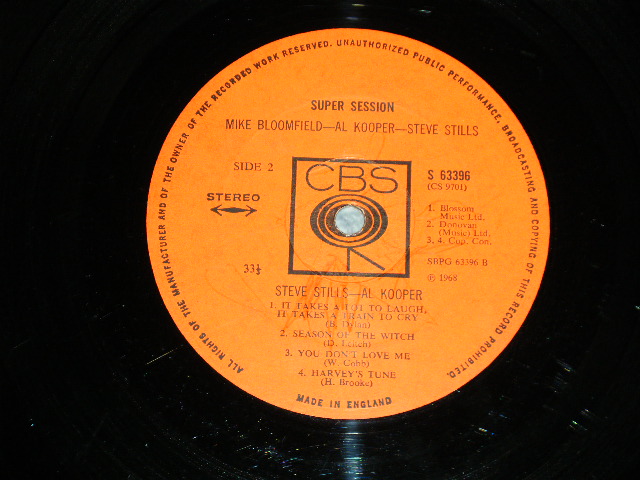 ALL RIGHTS OF THE MANUFACTURER AND OF THE OWNER OF THE RECORDED WORK RESERVED. UNAUTHORIZED PUBLIC PERFORMANCE, BROADCASTING AND COPYING OF THIS RECORD PROHIBITED.
SUPER SESSION
MIKE BLOOMFIELD—AL KOOPER—STEVE STILLS
SIDE 2
CBS
S 63396
(CS 9701)
STEREO
1. Blossom
Music Ltd.
2. Donovan
(Music) Ltd.
3. 4. Cop. Con.
SBPG 63396 B
33⅓
℗ 1968
STEVE STILLS—AL KOOPER
1. IT TAKES A LOT TO LAUGH,
IT TAKES A TRAIN TO CRY
(B. Dylan)
2. SEASON OF THE WITCH
(D. Leitch)
3. YOU DON'T LOVE ME
(W. Cobb)
4. HARVEY'S TUNE
(H. Brooke)
MADE IN ENGLAND